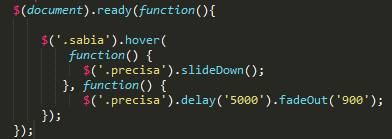 $(document).ready(function(){
$('.sabia').hover(
function() {
$('.precisa').slideDown();
}, function() {
$('.precisa').delay('5000').fadeOut('900');
});
});